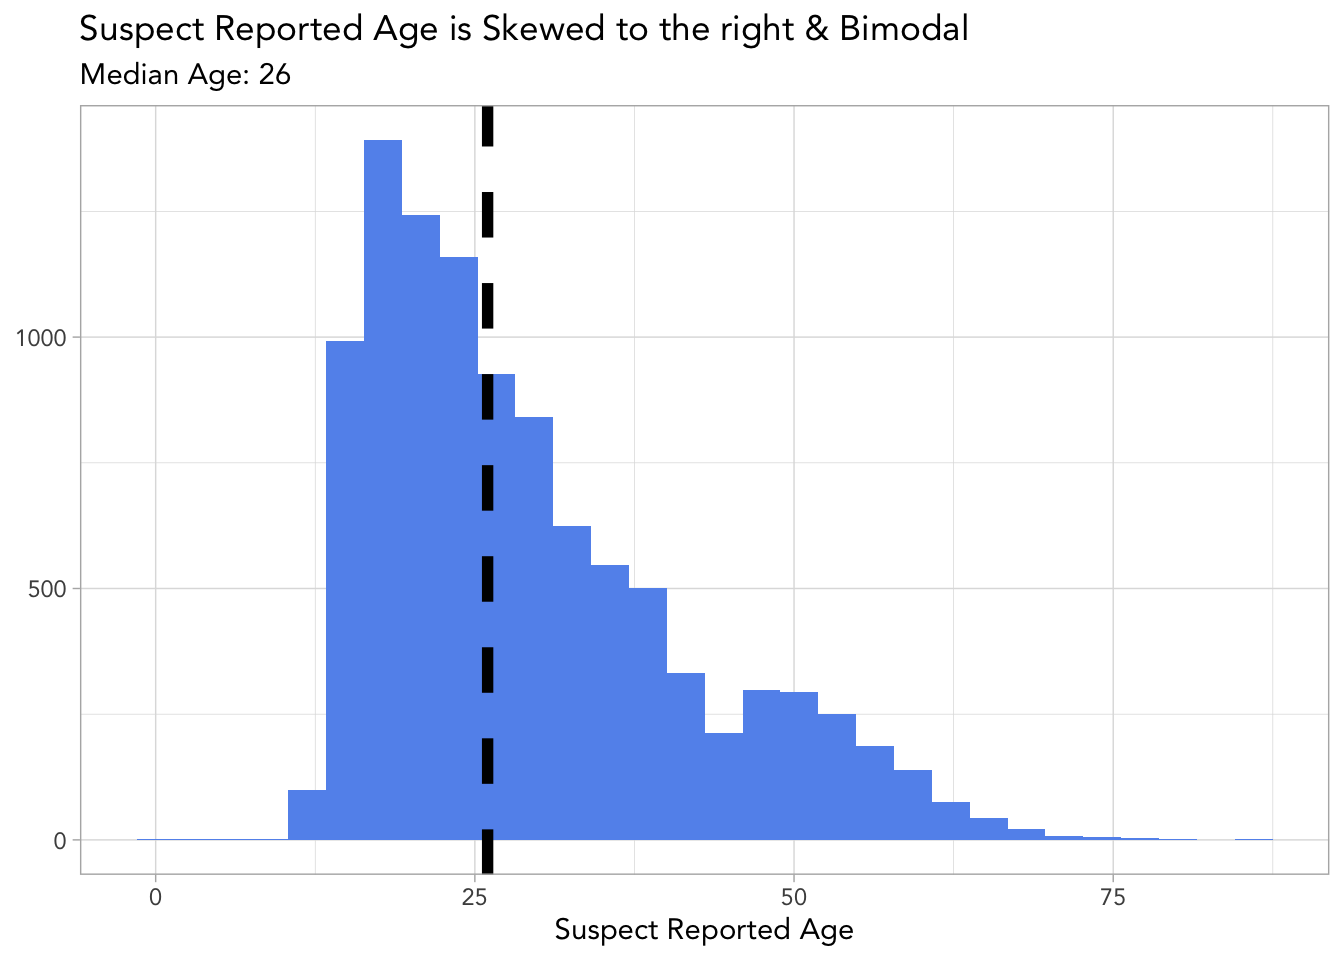 Suspect Reported Age is Skewed to the right & Bimodal
Median Age: 26
1000
500
0
0 25 50 75
Suspect Reported Age